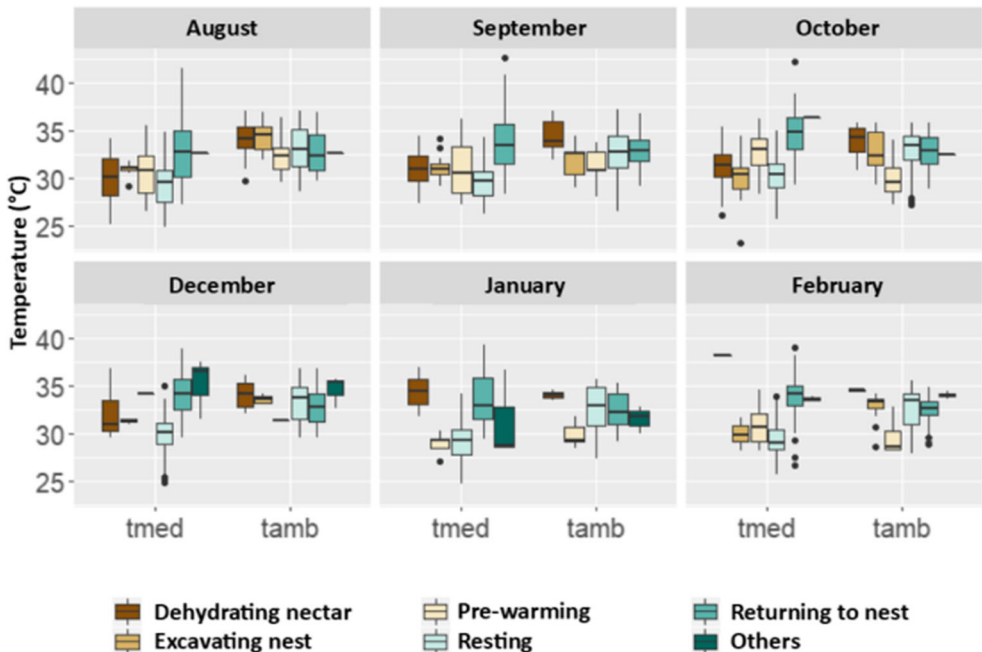 August September October
Temperature (°C)
40
35
30
25
December January February
40
35
30
25
tmed tamb tmed tamb tmed tamb
Dehydrating nectar Pre-warming Returning to nest
Excavating nest Resting Others